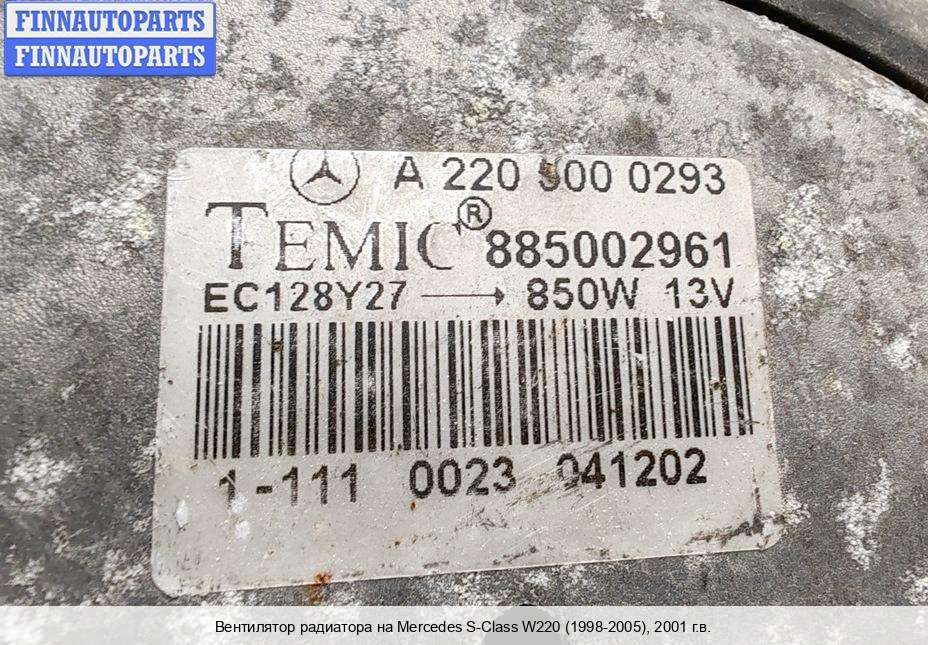 FINNAUTOPARTS
FINNAUTOPARTS
A 220 500 0293
TEMIC®
885002961
EC128Y27 → 850W 13V
1-111 0023 041202
Вентилятор радиатора на Mercedes S-Class W220 (1998-2005), 2001 г.в.